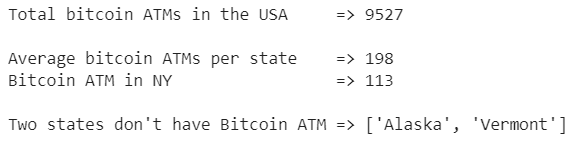 Total bitcoin ATMs in the USA => 9527
Average bitcoin ATMs per state => 198
Bitcoin ATM in NY => 113
Two states don't have Bitcoin ATM => ['Alaska', 'Vermont']